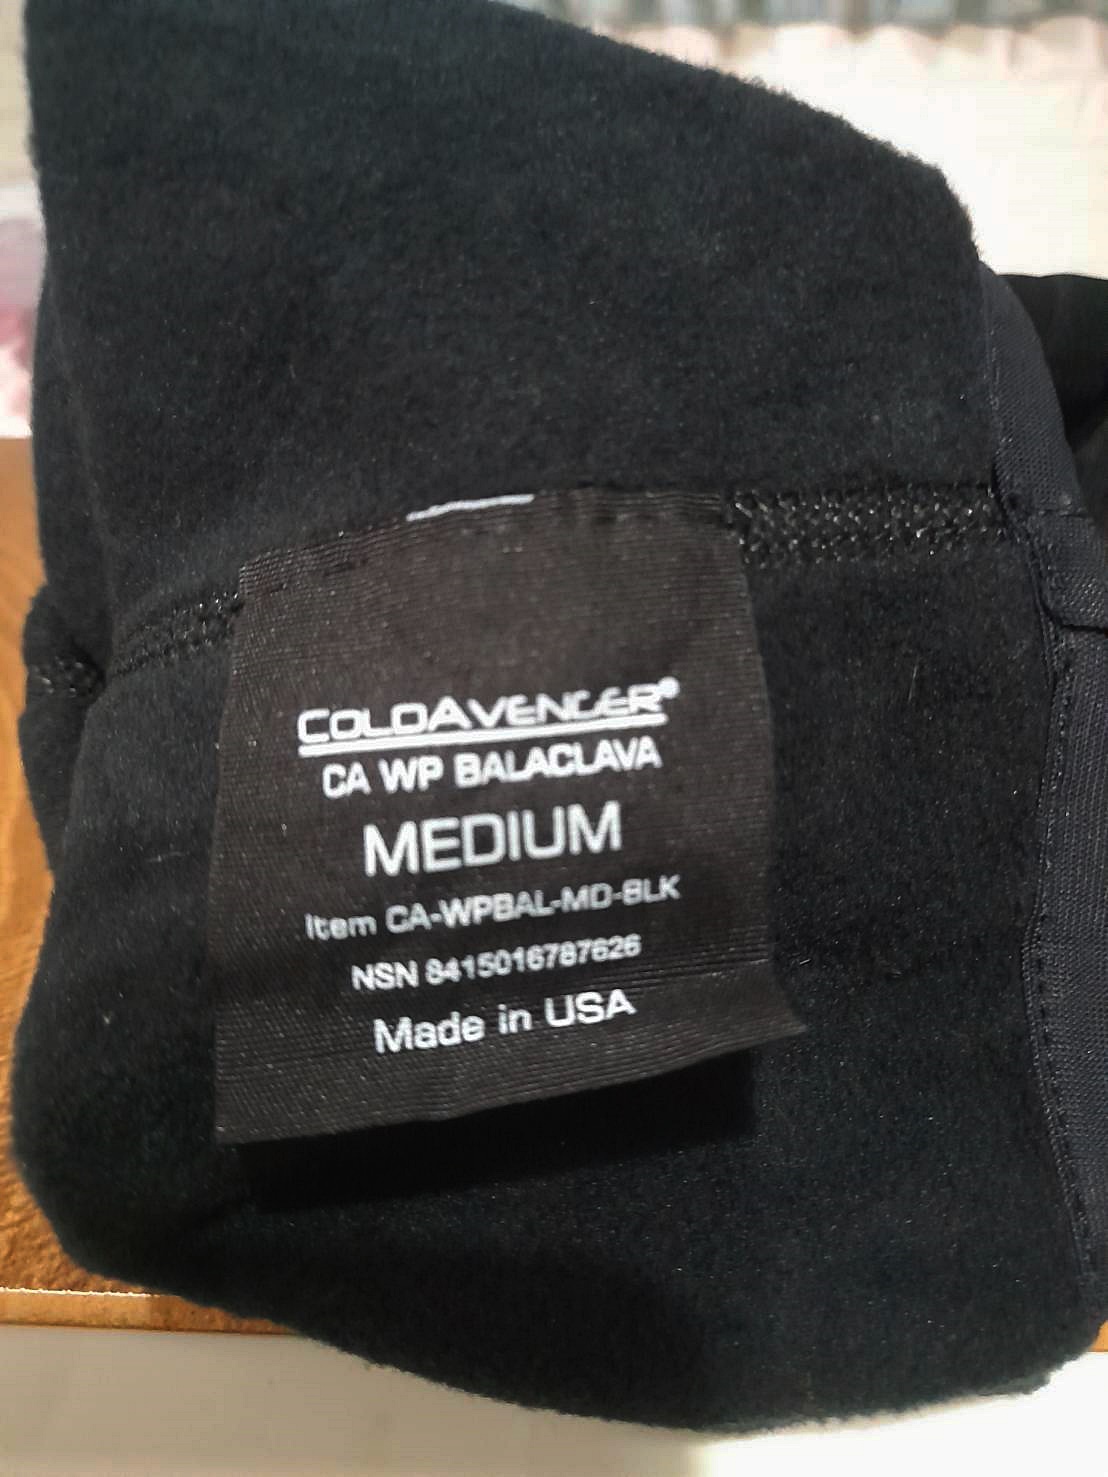 COLDAVENGER®
CA WP BALACLAVA
MEDIUM
Item CA-WPBAL-MD-BLK
NSN 8415016787626
Made in USA